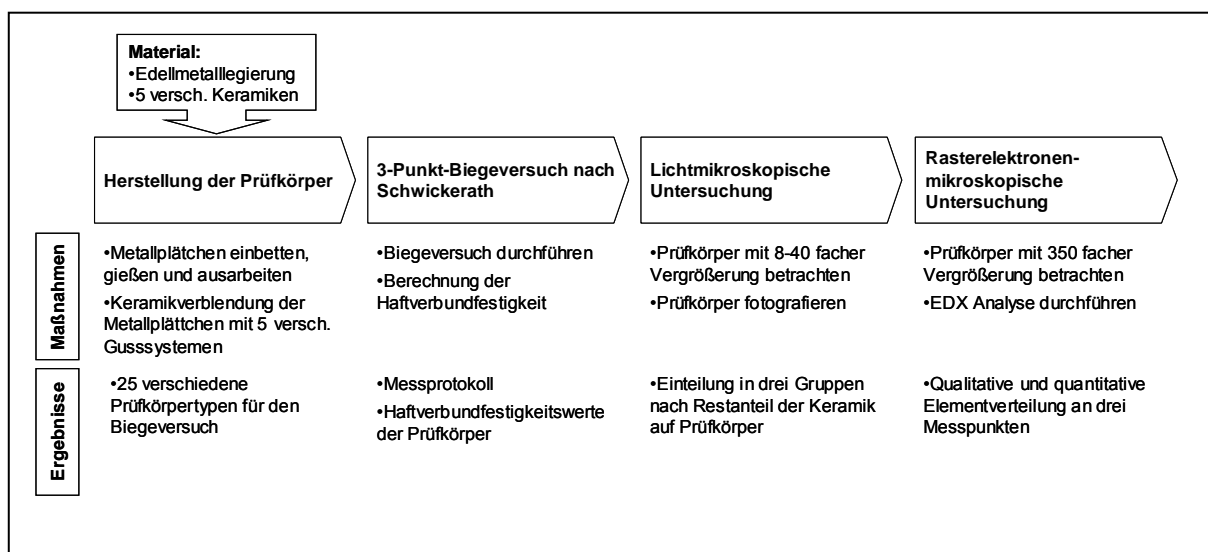 Material:
•Edellmetalllegierung
•5 versch. Keramiken
Herstellung der Prüfkörper
3-Punkt-Biegeversuch nach
Schwickerath
Lichtmikroskopische
Untersuchung
Rasterelektronen-
mikroskopische
Untersuchung
Maßnahmen
•Metallplätchen einbetten,
gießen und ausarbeiten
•Keramikverblendung der
Metallplättchen mit 5 versch.
Gusssystemen
•Biegeversuch durchführen
•Berechnung der
Haftverbundfestigkeit
•Prüfkörper mit 8-40 facher
Vergrößerung betrachten
•Prüfkörper fotografieren
•Prüfkörper mit 350 facher
Vergrößerung betrachten
•EDX Analyse durchführen
Ergebnisse
•25 verschiedene
Prüfkörpertypen für den
Biegeversuch
•Messprotokoll
•Haftverbundfestigkeitswerte
der Prüfkörper
•Einteilung in drei Gruppen
nach Restanteil der Keramik
auf Prüfkörper
•Qualitative und quantitative
Elementverteilung an drei
Messpunkten